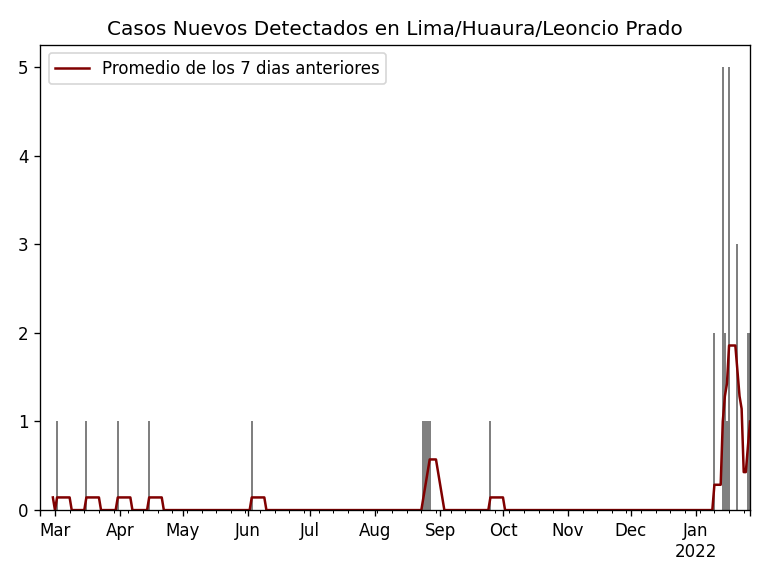 Casos Nuevos Detectados en Lima/Huaura/Leoncio Prado
Promedio de los 7 dias anteriores
5
4
3
2
1
0
Mar Apr May Jun Jul Aug Sep Oct Nov Dec Jan
2022